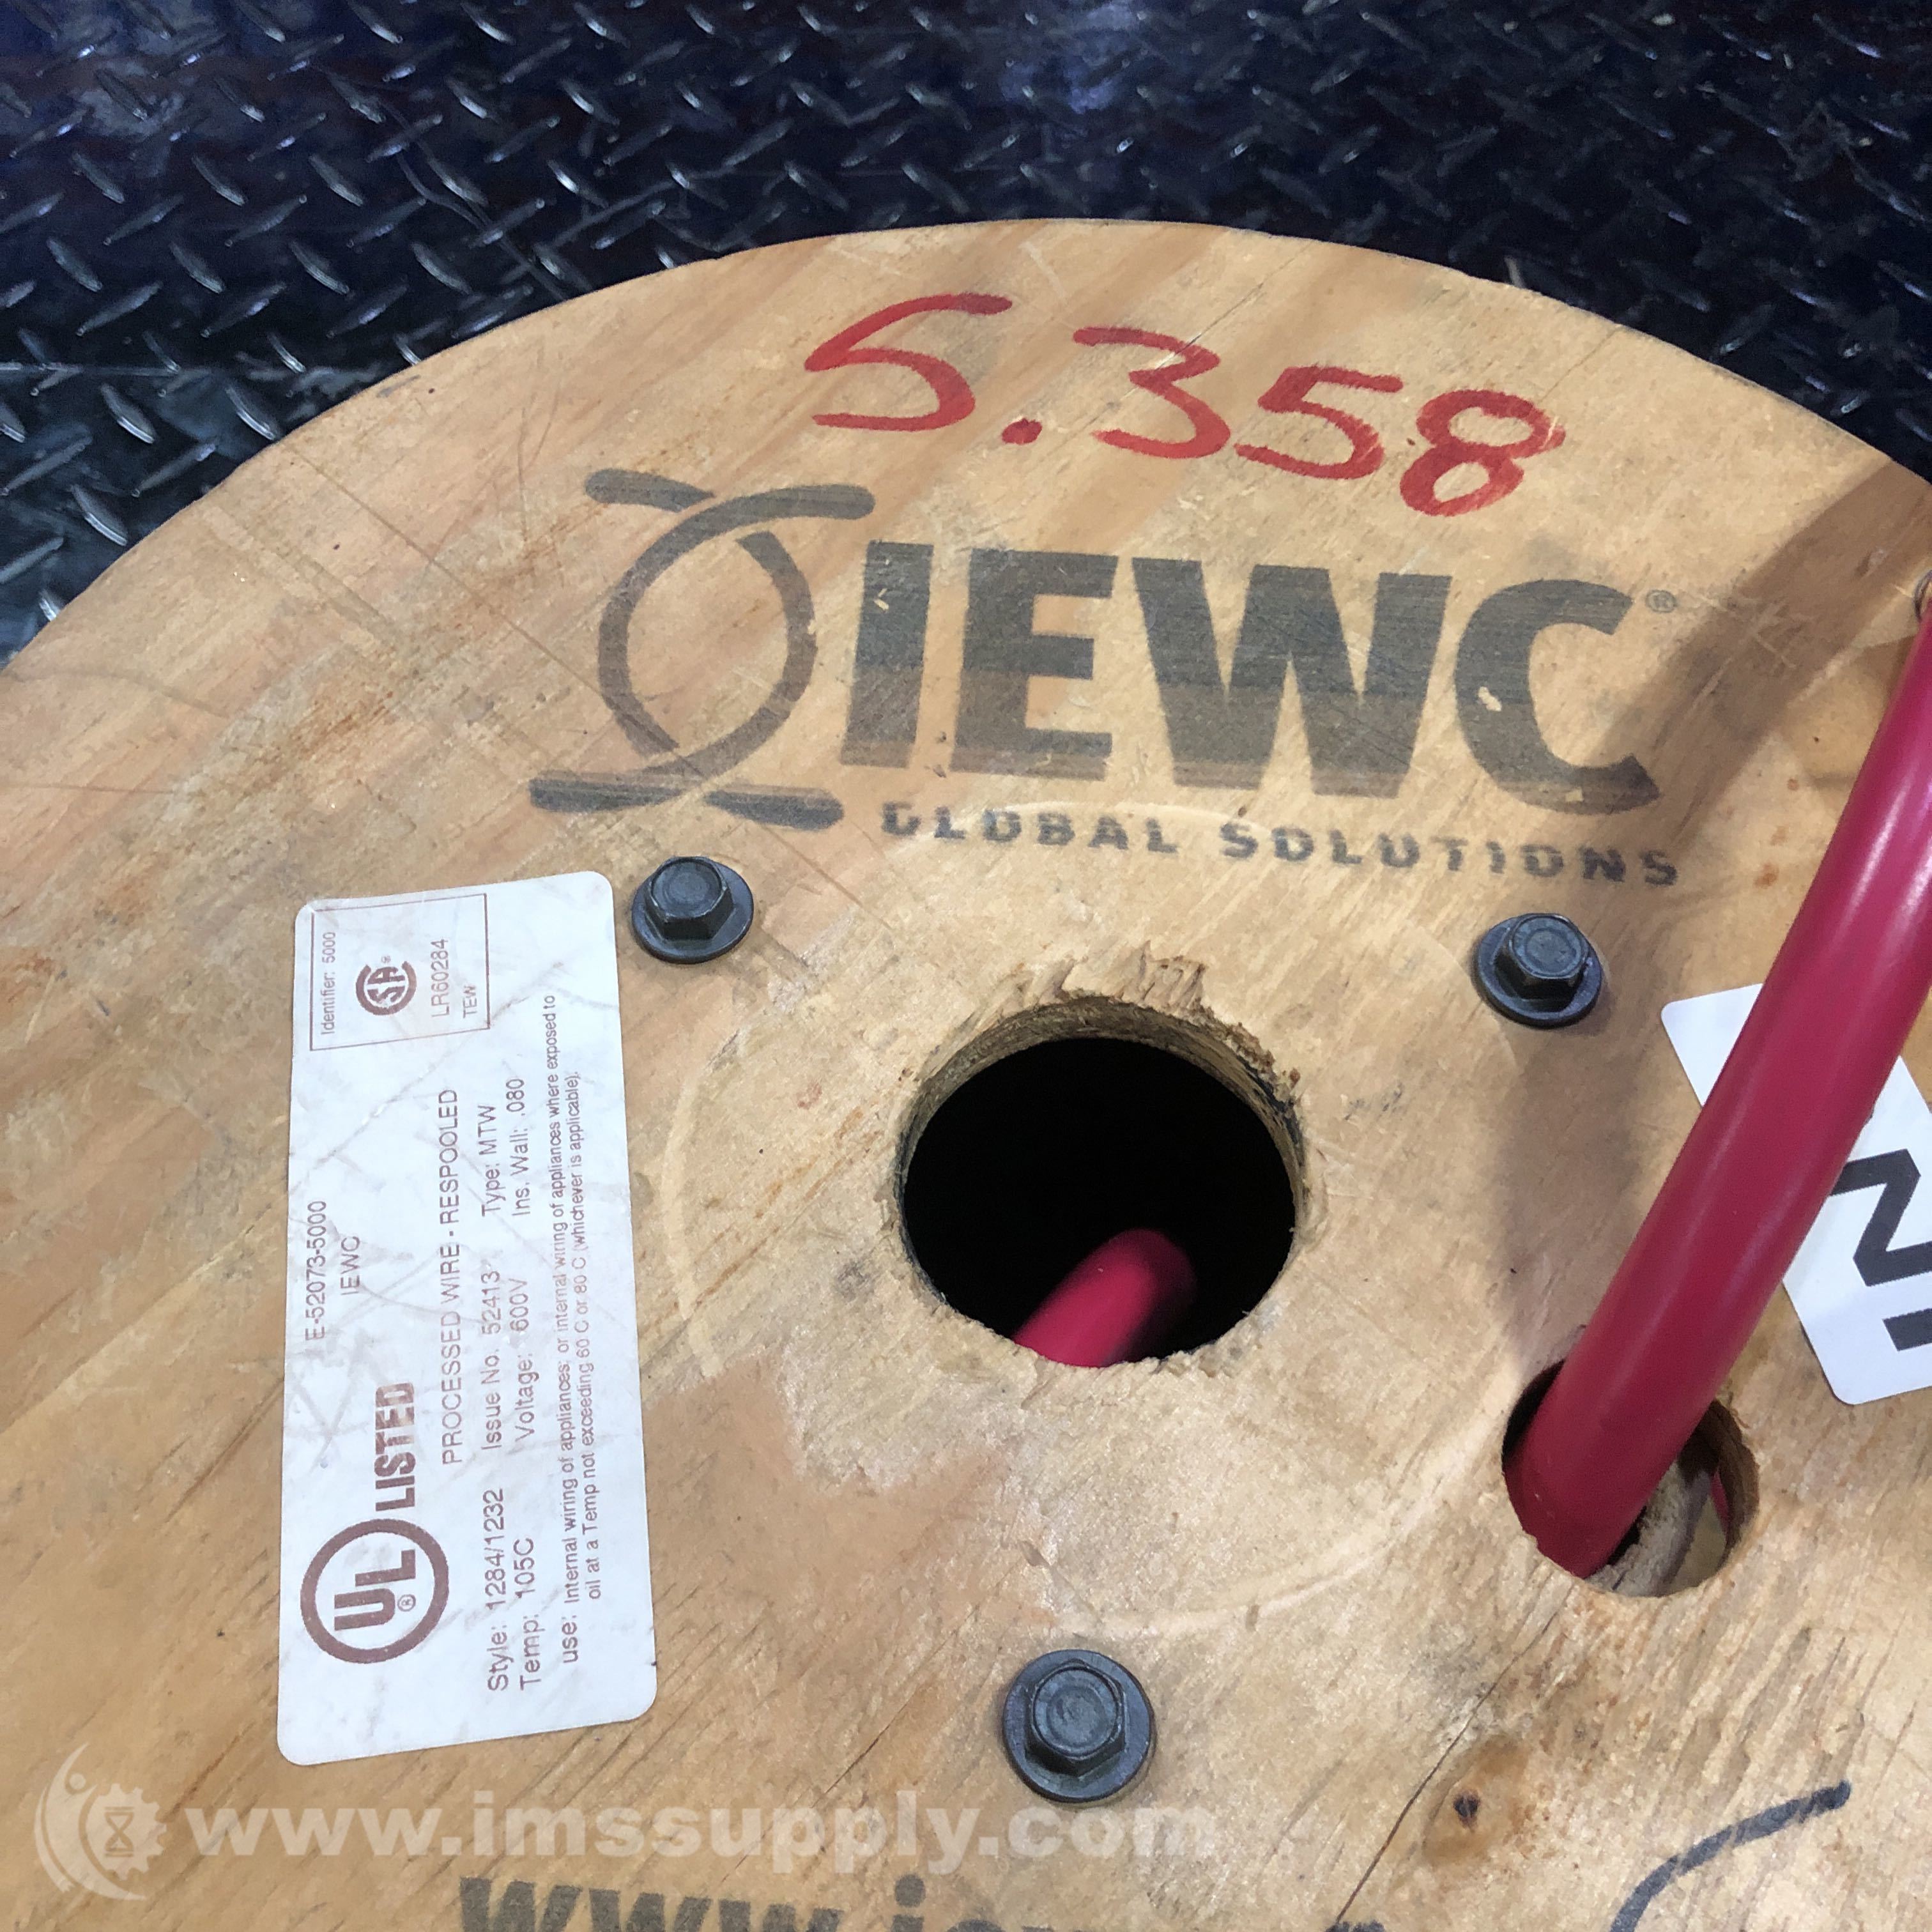 5.358
IEWC®
GLOBAL SOLUTIONS
Identifier: 5000
SA®
LR60284
TEW
E-52073-5000
IEWC
UL® LISTED
PROCESSED WIRE - RESPOOLED
Style: 1284/1232 Issue No. 52413 Type: MTW
Temp: 105C Voltage: 600V Ins. Wall: .080
use: Internal wiring of appliances; or internal wiring of appliances where exposed to
oil at a Temp not exceeding 60 C or 80 C (whichever is applicable).
www.imssupply.com